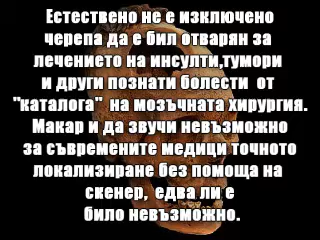 Естествено не е изключено
черепа да е бил отварян за
лечението на инсулти,тумори
и други познати болести  от
"каталога"  на мозъчната хирургия.
Макар и да звучи невъзможно
за съвремените медици точното
локализиране без помоща на
скенер,  едва ли е
било невъзможно.